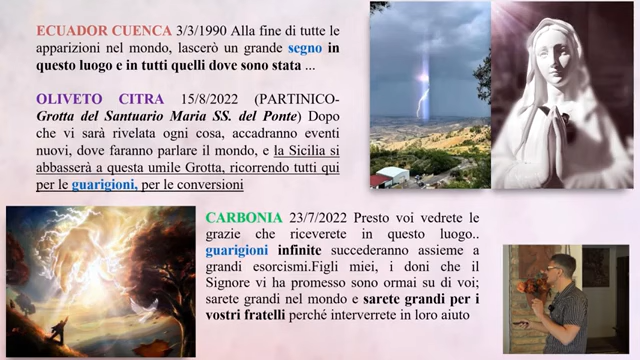 ECUADOR CUENCA 3/3/1990 Alla fine di tutte le
apparizioni nel mondo, lascerò un grande segno in
questo luogo e in tutti quelli dove sono stata ...
OLIVETO CITRA 15/8/2022 (PARTINICO-
Grotta del Santuario Maria SS. del Ponte) Dopo
che vi sarà rivelata ogni cosa, accadranno eventi
nuovi, dove faranno parlare il mondo, e la Sicilia si
abbasserà a questa umile Grotta, ricorrendo tutti qui
per le guarigioni, per le conversioni
CARBONIA 23/7/2022 Presto voi vedrete le
grazie che riceverete in questo luogo..
guarigioni infinite succederanno assieme a
grandi esorcismi.Figli miei, i doni che il
Signore vi ha promesso sono ormai su di voi;
sarete grandi nel mondo e sarete grandi per i
vostri fratelli perché interverrete in loro aiuto